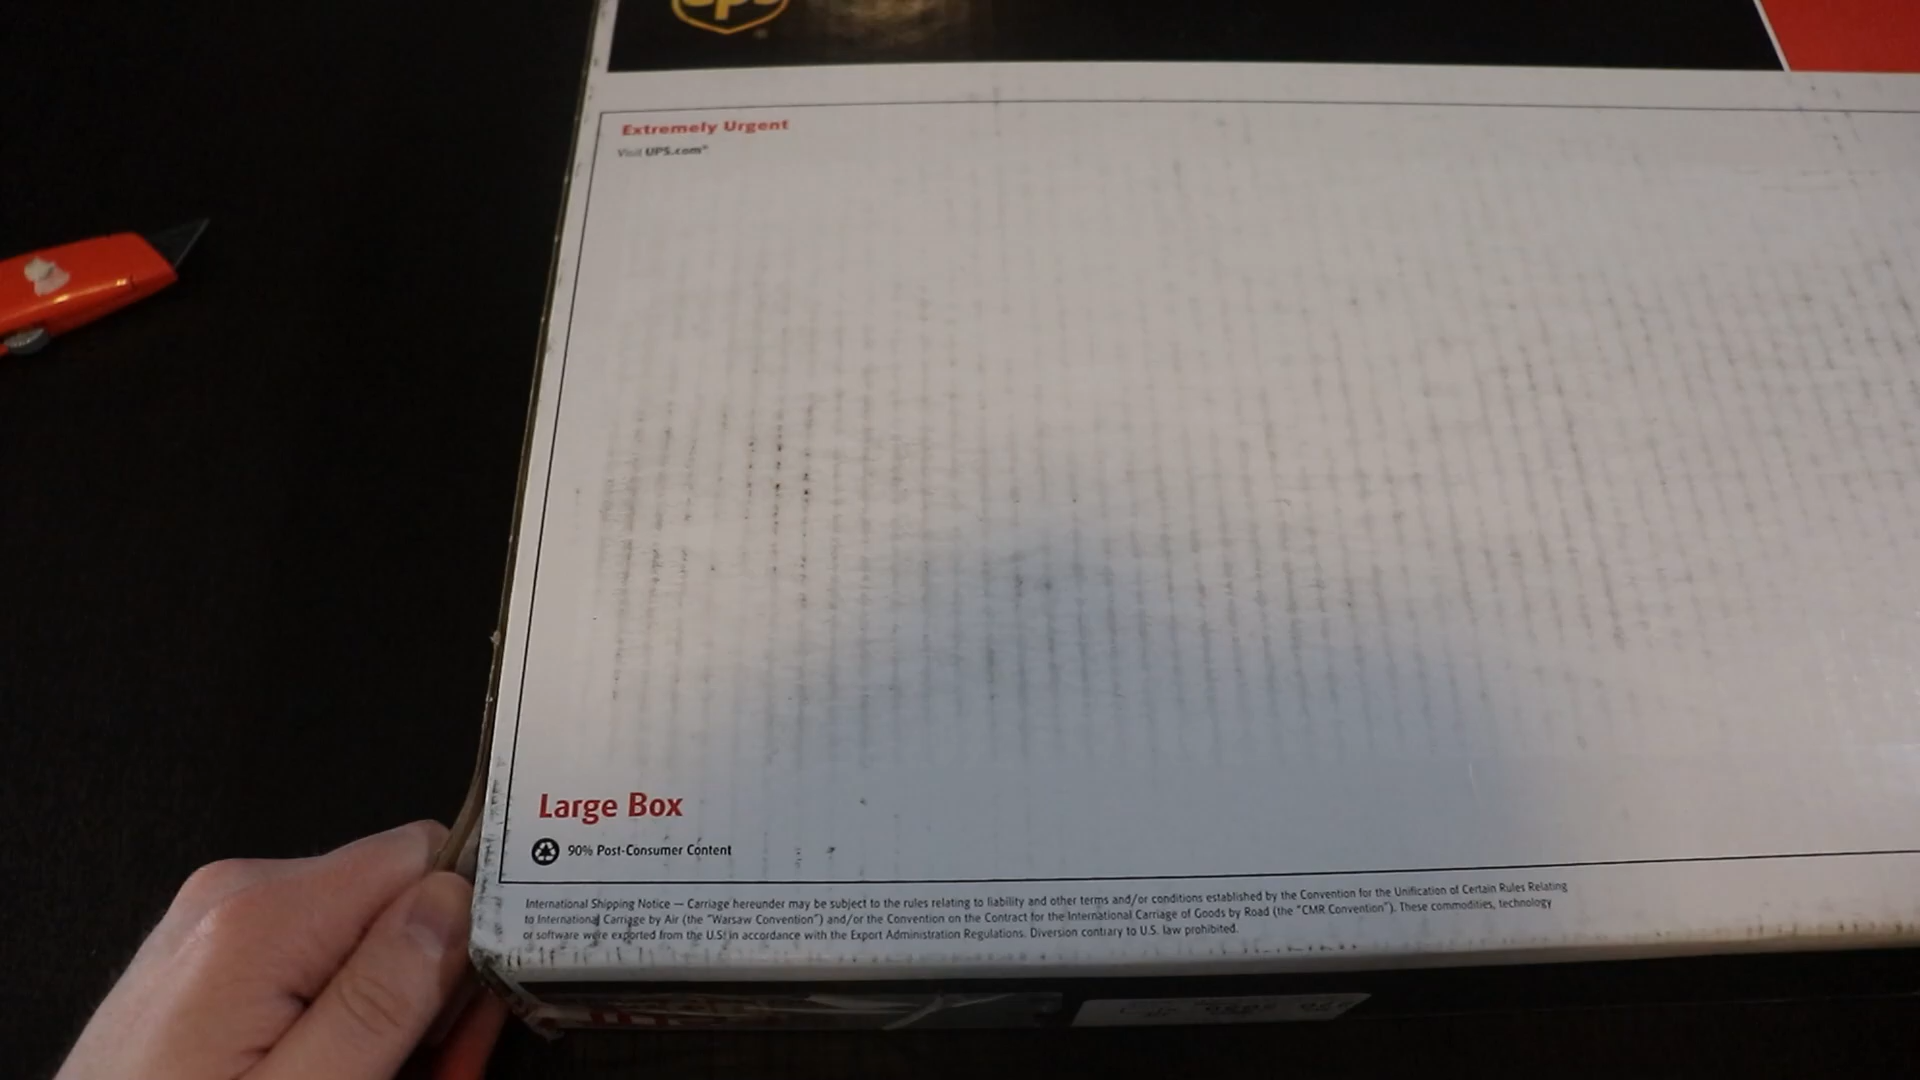 ups
Extremely Urgent
Visit UPS.com®
Large Box
90% Post-Consumer Content
International Shipping Notice — Carriage hereunder may be subject to the rules relating to liability and other terms and/or conditions established by the Convention for the Unification of Certain Rules Relating
to International Carriage by Air (the "Warsaw Convention") and/or the Convention on the Contract for the International Carriage of Goods by Road (the "CMR Convention"). These commodities, technology
or software were exported from the U.S. in accordance with the Export Administration Regulations. Diversion contrary to U.S. law prohibited.